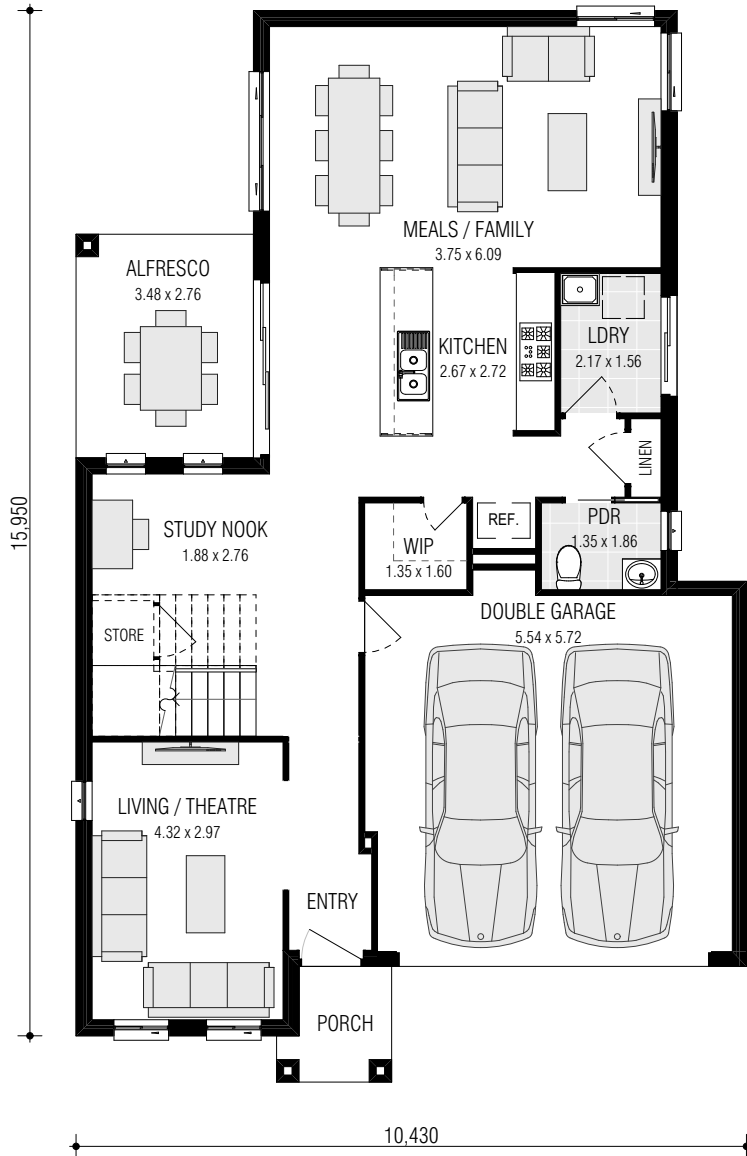 MEALS / FAMILY
3.75 x 6.09
ALFRESCO
3.48 x 2.76
KITCHEN
2.67 x 2.72
LDRY
2.17 x 1.56
LINEN
15,950
STUDY NOOK
1.88 x 2.76
WIP
1.35 x 1.60
REF.
PDR
1.35 x 1.86
STORE
DOUBLE GARAGE
5.54 x 5.72
LIVING / THEATRE
4.32 x 2.97
ENTRY
PORCH
10,430